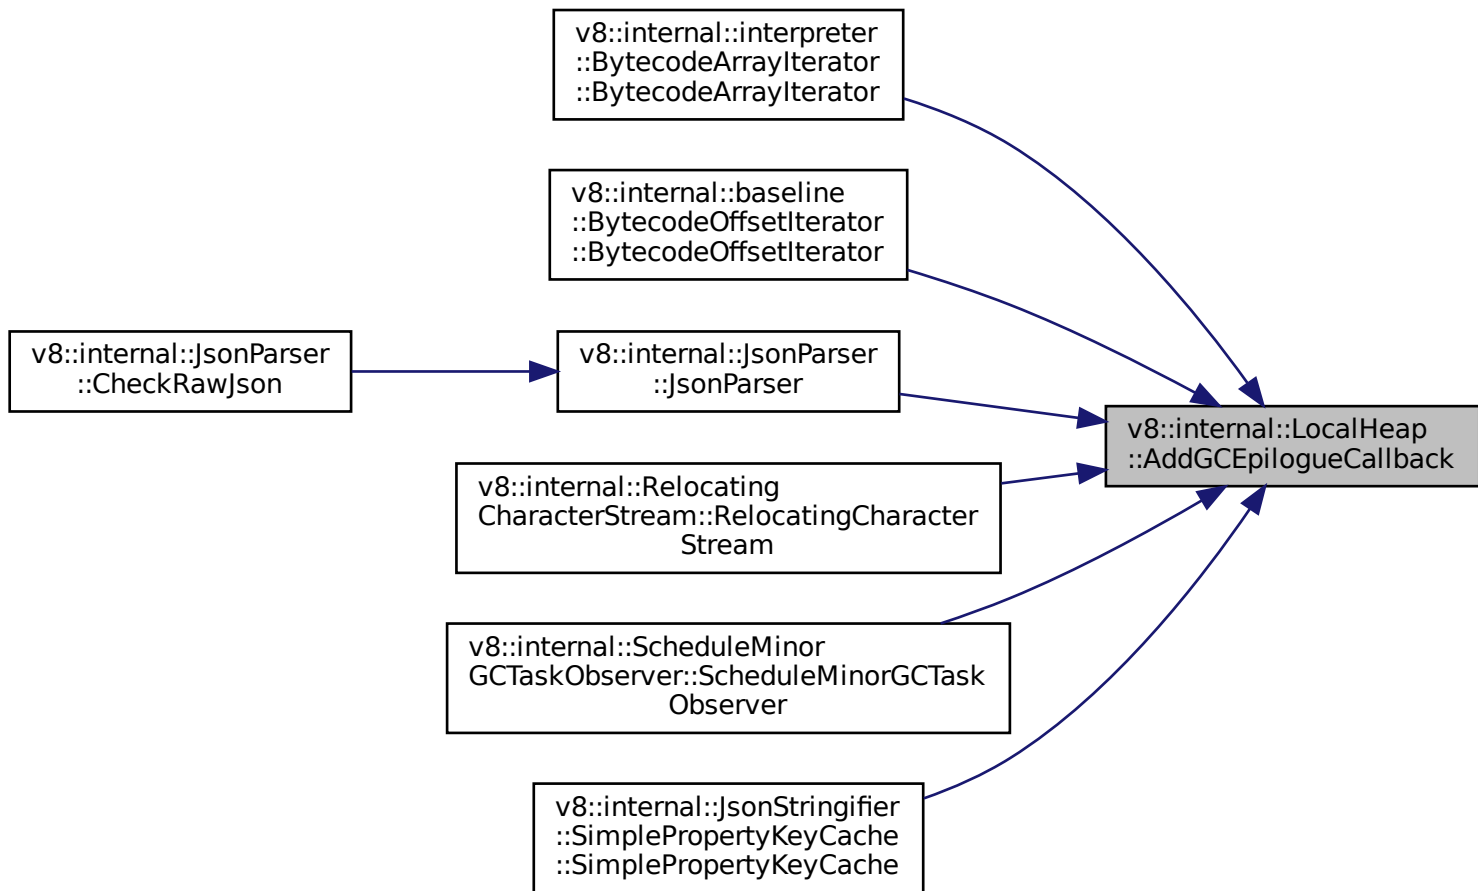 v8::internal::interpreter
::BytecodeArrayIterator
::BytecodeArrayIterator
v8::internal::baseline
::BytecodeOffsetIterator
::BytecodeOffsetIterator
v8::internal::JsonParser
::CheckRawJson
v8::internal::JsonParser
::JsonParser
v8::internal::LocalHeap
::AddGCEpilogueCallback
v8::internal::Relocating
CharacterStream::RelocatingCharacter
Stream
v8::internal::ScheduleMinor
GCTaskObserver::ScheduleMinorGCTask
Observer
v8::internal::JsonStringifier
::SimplePropertyKeyCache
::SimplePropertyKeyCache